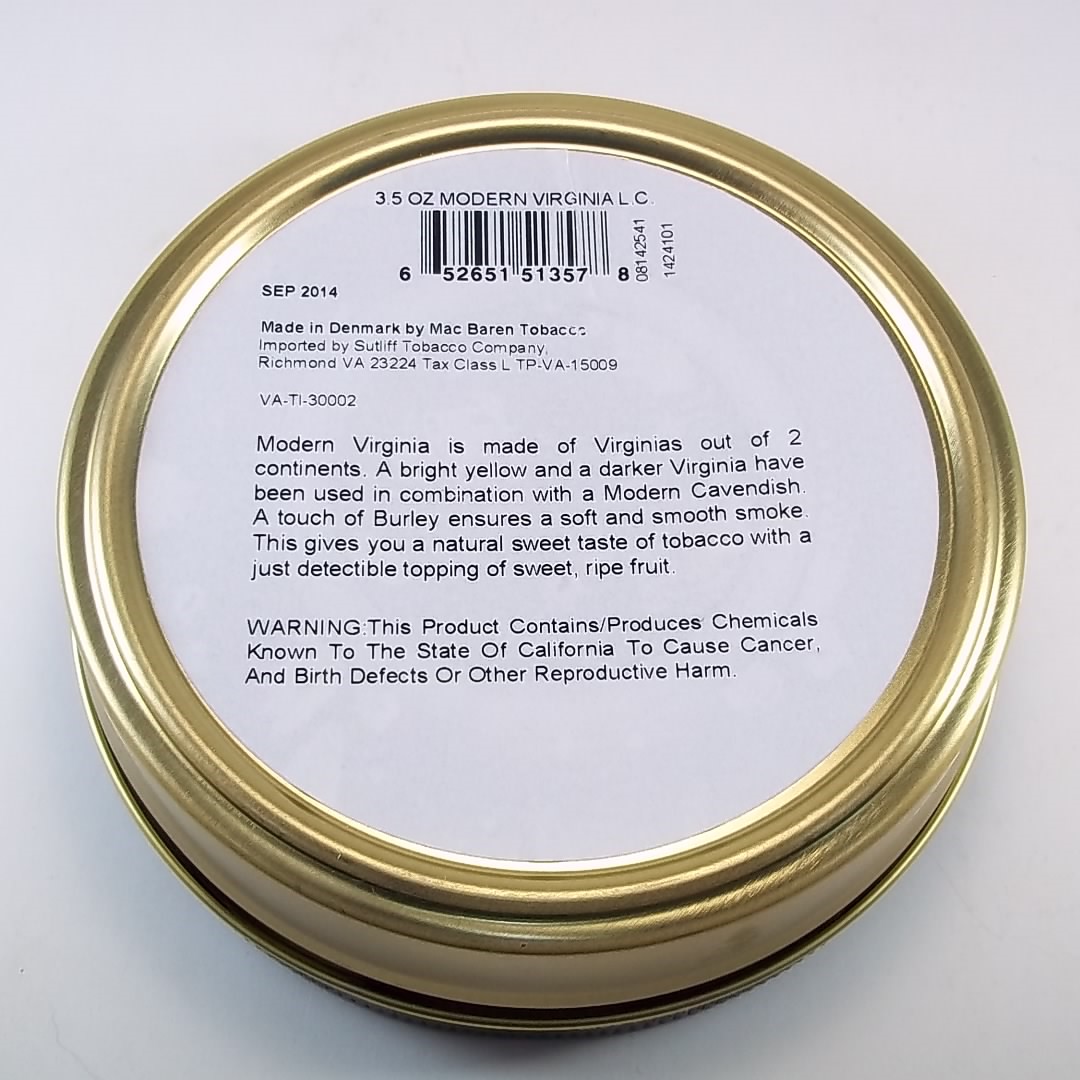 3.5 OZ MODERN VIRGINIA L.C.
6 52651 51357 8
08142541
1424101
SEP 2014
Made in Denmark by Mac Baren Tobacco
Imported by Sutliff Tobacco Company,
Richmond VA 23224 Tax Class L TP-VA-15009
VA-TI-30002
Modern Virginia is made of Virginias out of 2
continents. A bright yellow and a darker Virginia have
been used in combination with a Modern Cavendish.
A touch of Burley ensures a soft and smooth smoke.
This gives you a natural sweet taste of tobacco with a
just detectible topping of sweet, ripe fruit.
WARNING:This Product Contains/Produces Chemicals
Known To The State Of California To Cause Cancer,
And Birth Defects Or Other Reproductive Harm.